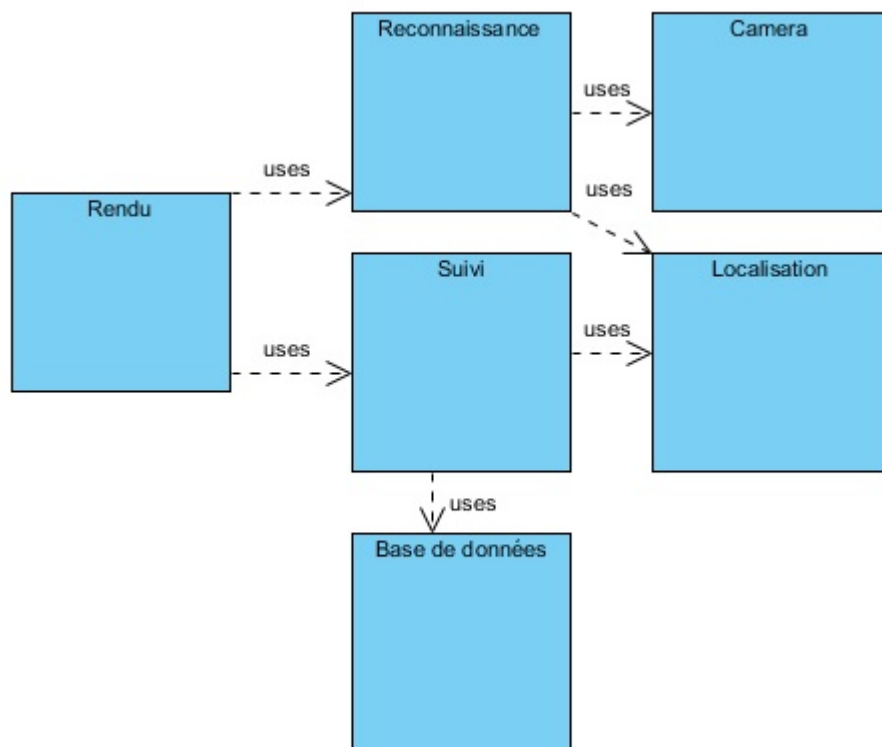 Reconnaissance
Camera
uses
uses
uses
Rendu
Suivi
Localisation
uses
uses
uses
Base de données